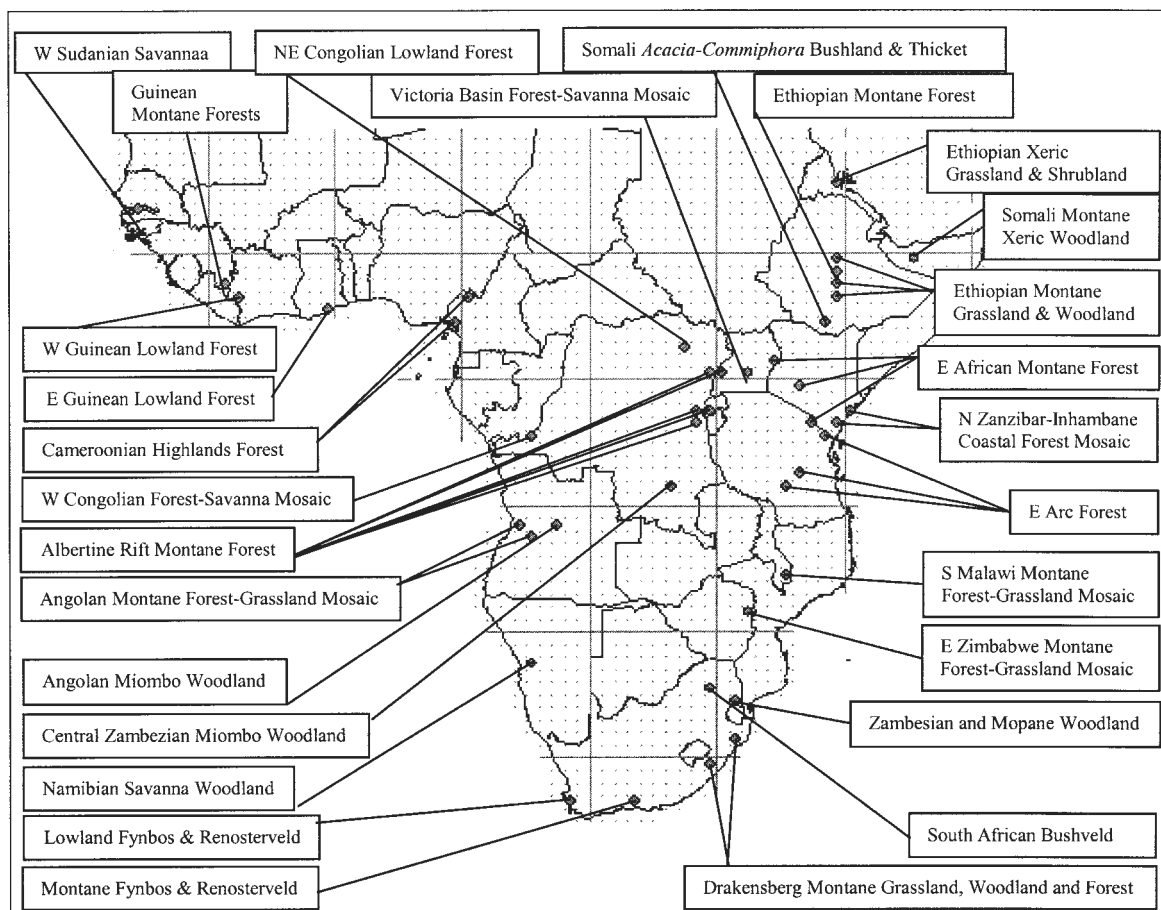 W Sudanian Savannaa
NE Congolian Lowland Forest
Somali Acacia-Commiphora Bushland & Thicket
Guinean
Montane Forests
Victoria Basin Forest-Savanna Mosaic
Ethiopian Montane Forest
Ethiopian Xeric
Grassland & Shrubland
Somali Montane
Xeric Woodland
Ethiopian Montane
Grassland & Woodland
W Guinean Lowland Forest
E African Montane Forest
E Guinean Lowland Forest
N Zanzibar-Inhambane
Coastal Forest Mosaic
Cameroonian Highlands Forest
W Congolian Forest-Savanna Mosaic
E Arc Forest
Albertine Rift Montane Forest
S Malawi Montane
Forest-Grassland Mosaic
Angolan Montane Forest-Grassland Mosaic
E Zimbabwe Montane
Forest-Grassland Mosaic
Angolan Miombo Woodland
Zambesian and Mopane Woodland
Central Zambezian Miombo Woodland
Namibian Savanna Woodland
Lowland Fynbos & Renosterveld
South African Bushveld
Montane Fynbos & Renosterveld
Drakensberg Montane Grassland, Woodland and Forest